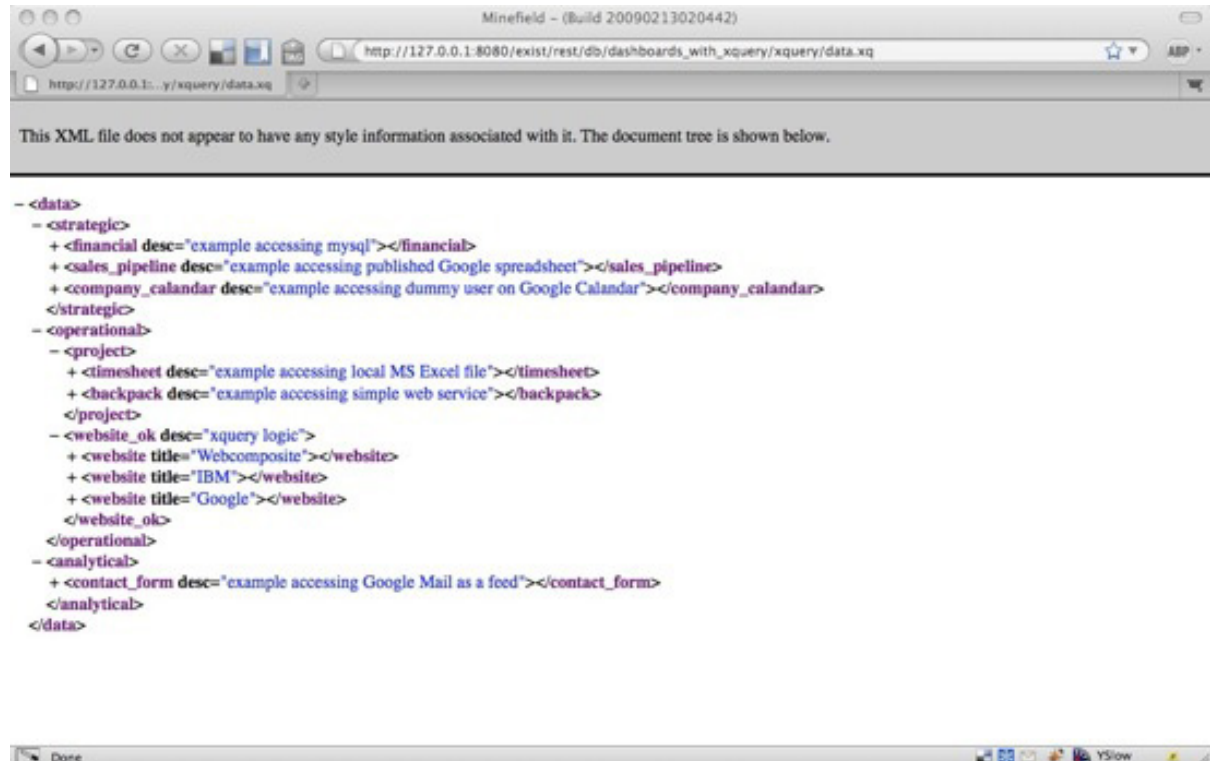 Minefield – (Build 20090213020442)
http://127.0.0.1:8080/exist/rest/db/dashboards_with_xquery/xquery/data.xq
ABP
http://127.0.0.1:...y/xquery/data.xq
This XML file does not appear to have any style information associated with it. The document tree is shown below.
– <data>
– <strategic>
+ <financial desc="example accessing mysql"></financial>
+ <sales_pipeline desc="example accessing published Google spreadsheet"></sales_pipeline>
+ <company_calandar desc="example accessing dummy user on Google Calandar"></company_calandar>
</strategic>
– <operational>
– <project>
+ <timesheet desc="example accessing local MS Excel file"></timesheet>
+ <backpack desc="example accessing simple web service"></backpack>
</project>
– <website_ok desc="xquery logic">
+ <website title="Webcomposite"></website>
+ <website title="IBM"></website>
+ <website title="Google"></website>
</website_ok>
</operational>
– <analytical>
+ <contact_form desc="example accessing Google Mail as a feed"></contact_form>
</analytical>
</data>
Done
YSlow